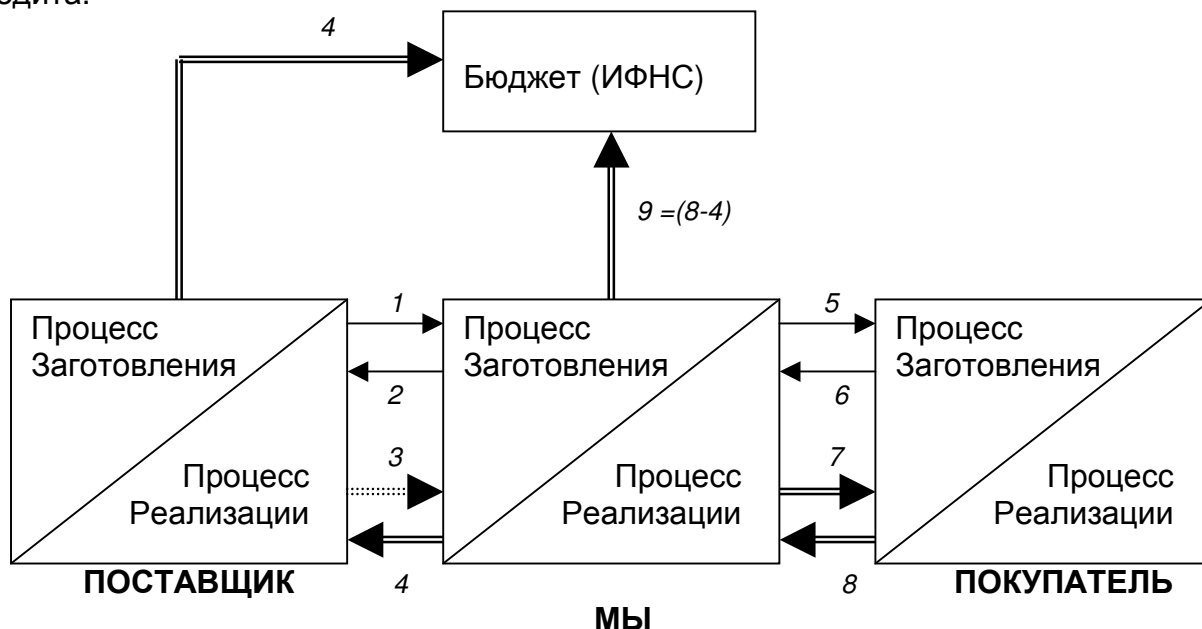 4
Бюджет (ИФНС)
9 =(8-4)
Процесс
Заготовления
1
2
Процесс
Заготовления
5
6
Процесс
Заготовления
Процесс
Реализации
3
Процесс
Реализации
7
Процесс
Реализации
ПОСТАВЩИК
4
8
ПОКУПАТЕЛЬ
МЫ